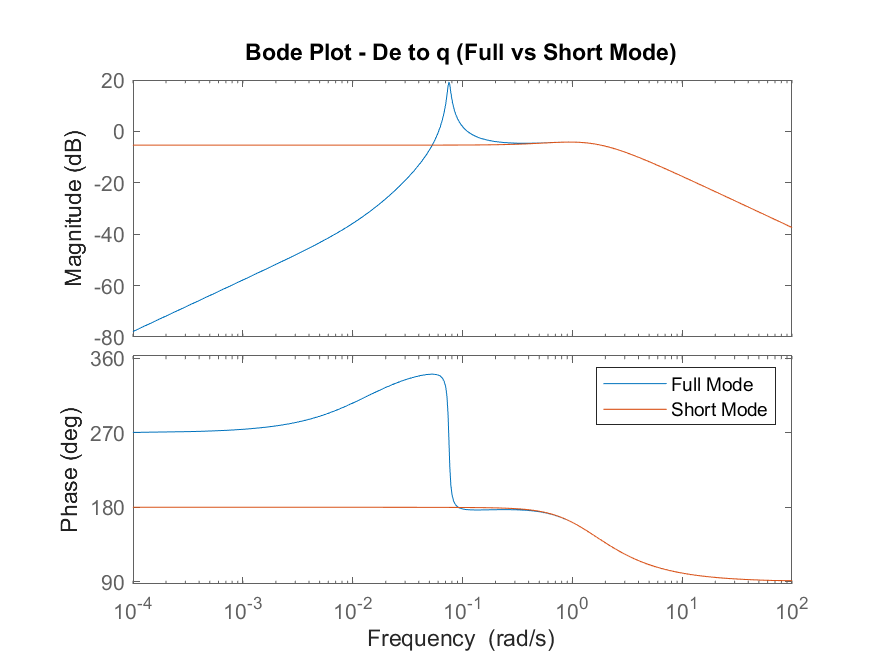 Bode Plot - De to q (Full vs Short Mode)
Magnitude (dB)
20
0
-20
-40
-60
-80
Phase (deg)
360
270
180
90
Full Mode
Short Mode
10^-4 10^-3 10^-2 10^-1 10^0 10^1 10^2
Frequency (rad/s)